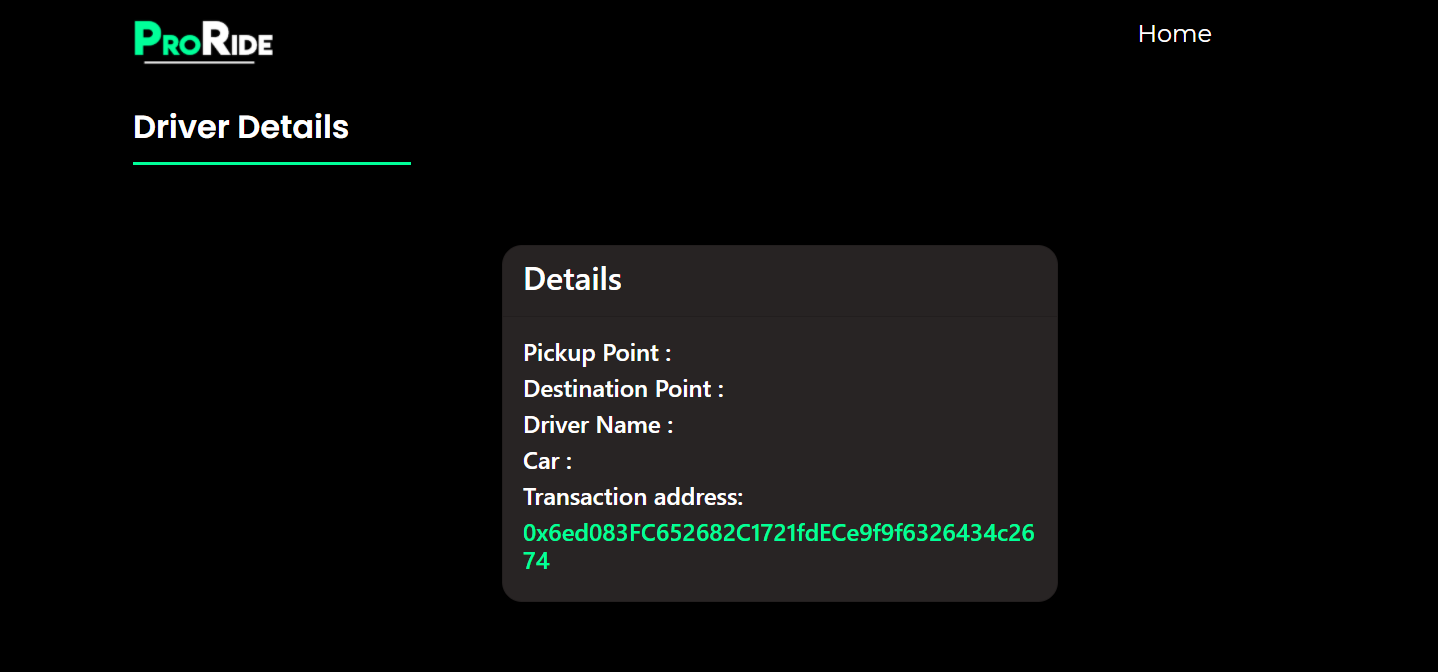 ProRide
Home
Driver Details
Details
Pickup Point :
Destination Point :
Driver Name :
Car :
Transaction address:
0x6ed083FC652682C1721fdECe9f9f6326434c26
74